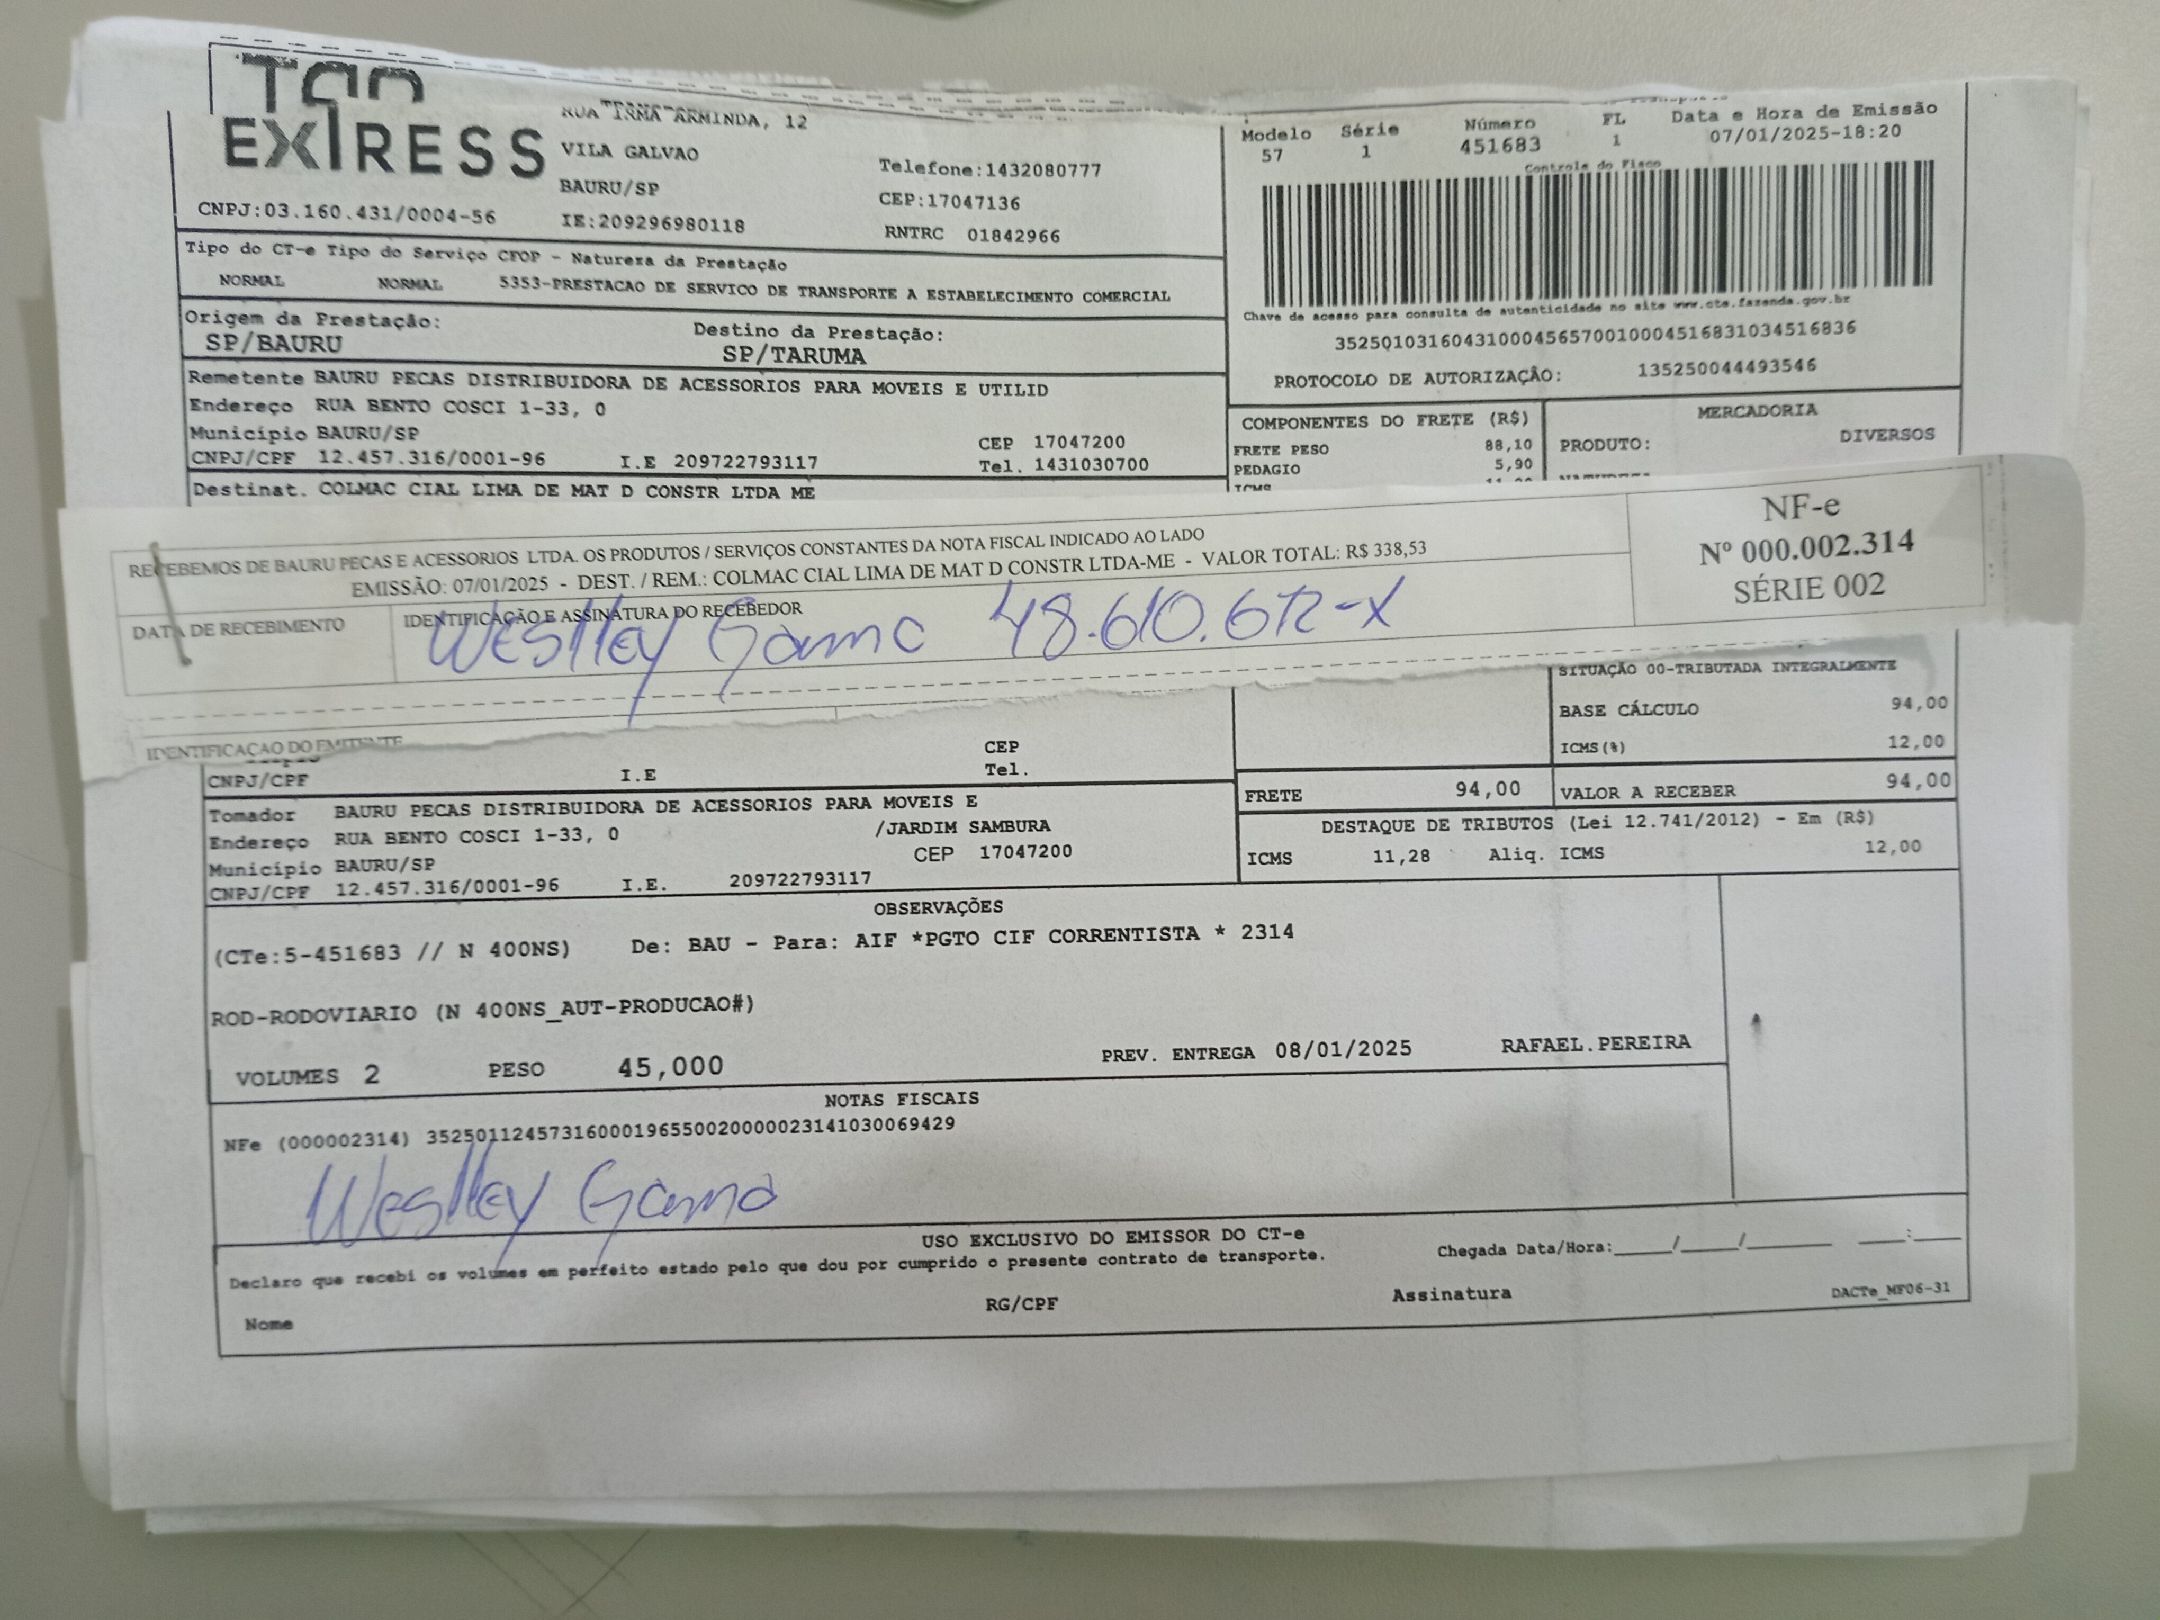 EXPRESS
RUA IRMA ARMINDA, 12
VILA GALVAO
BAURU/SP
Telefone:1432080777
CEP:17047136
CNPJ:03.160.431/0004-56
IE:209296980118
RNTRC 01842966
Modelo Série Número FL Data e Hora de Emissão
57 1 451683 1 07/01/2025-18:20
Controle do Fisco
Chave de acesso para consulta de autenticidade no site www.cte.fazenda.gov.br
35250103160431000456570010004516831034516836
PROTOCOLO DE AUTORIZAÇÃO: 135250044493546
Tipo do CT-e Tipo do Serviço CFOP - Natureza da Prestação
NORMAL NORMAL 5353-PRESTACAO DE SERVICO DE TRANSPORTE A ESTABELECIMENTO COMERCIAL
Origem da Prestação: Destino da Prestação:
SP/BAURU SP/TARUMA
Remetente BAURU PECAS DISTRIBUIDORA DE ACESSORIOS PARA MOVEIS E UTILID
Endereço RUA BENTO COSCI 1-33, 0
Município BAURU/SP CEP 17047200
CNPJ/CPF 12.457.316/0001-96 I.E 209722793117 Tel. 1431030700
Destinat. COLMAC CIAL LIMA DE MAT D CONSTR LTDA ME
COMPONENTES DO FRETE (R$)
FRETE PESO 88,10
PEDAGIO 5,90
MERCADORIA
PRODUTO: DIVERSOS
RECEBEMOS DE BAURU PECAS E ACESSORIOS LTDA. OS PRODUTOS / SERVIÇOS CONSTANTES DA NOTA FISCAL INDICADO AO LADO
EMISSÃO: 07/01/2025 - DEST. / REM.: COLMAC CIAL LIMA DE MAT D CONSTR LTDA-ME - VALOR TOTAL: R$ 338,53
NF-e
Nº 000.002.314
SÉRIE 002
DATA DE RECEBIMENTO
IDENTIFICAÇÃO E ASSINATURA DO RECEBEDOR
Weslley Gama 48.610.612-X
IDENTIFICAÇÃO DO EMITENTE
SITUAÇÃO 00-TRIBUTADA INTEGRALMENTE
BASE CÁLCULO 94,00
ICMS(%) 12,00
CEP
CNPJ/CPF I.E Tel.
FRETE 94,00 VALOR A RECEBER 94,00
Tomador BAURU PECAS DISTRIBUIDORA DE ACESSORIOS PARA MOVEIS E
Endereço RUA BENTO COSCI 1-33, 0 /JARDIM SAMBURA
Município BAURU/SP CEP 17047200
CNPJ/CPF 12.457.316/0001-96 I.E. 209722793117
DESTAQUE DE TRIBUTOS (Lei 12.741/2012) - Em (R$)
ICMS 11,28 Aliq. ICMS 12,00
OBSERVAÇÕES
(CTe:5-451683 // N 400NS) De: BAU - Para: AIF *PGTO CIF CORRENTISTA * 2314
ROD-RODOVIARIO (N 400NS_AUT-PRODUCAO#)
VOLUMES 2 PESO 45,000 PREV. ENTREGA 08/01/2025 RAFAEL.PEREIRA
NOTAS FISCAIS
NFe (000002314) 35250112457316000196550020000023141030069429
Weslley Gama
USO EXCLUSIVO DO EMISSOR DO CT-e
Declaro que recebi os volumes em perfeito estado pelo que dou por cumprido o presente contrato de transporte.
Chegada Data/Hora:_____/_____/________ ____:____
Nome RG/CPF Assinatura DACTe_MF06-31